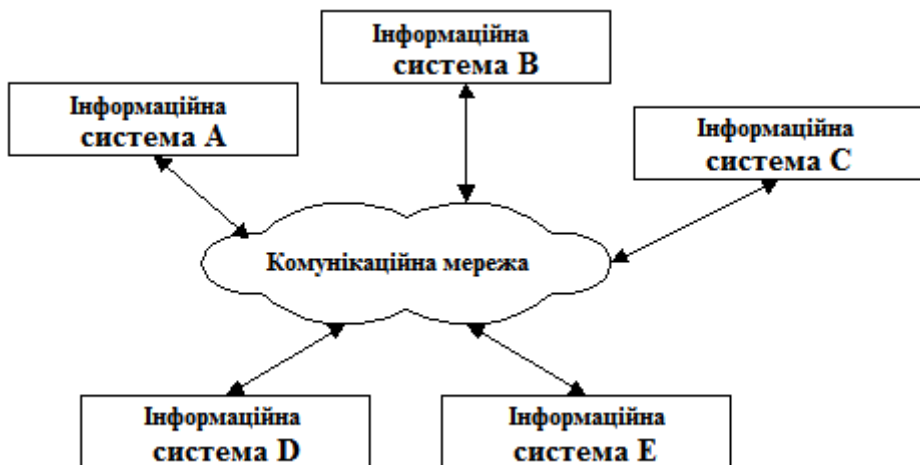 Інформаційна
система B
Інформаційна
система A
Інформаційна
система C
Комунікаційна мережа
Інформаційна
система D
Інформаційна
система E